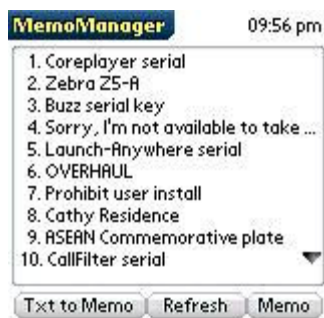 MemoManager 09:56 pm
1. Coreplayer serial
2. Zebra Z5-A
3. Buzz serial key
4. Sorry, I'm not available to take ...
5. Launch-Anywhere serial
6. OVERHAUL
7. Prohibit user install
8. Cathy Residence
9. ASEAN Commemorative plate
10. CallFilter serial
Txt to Memo Refresh Memo